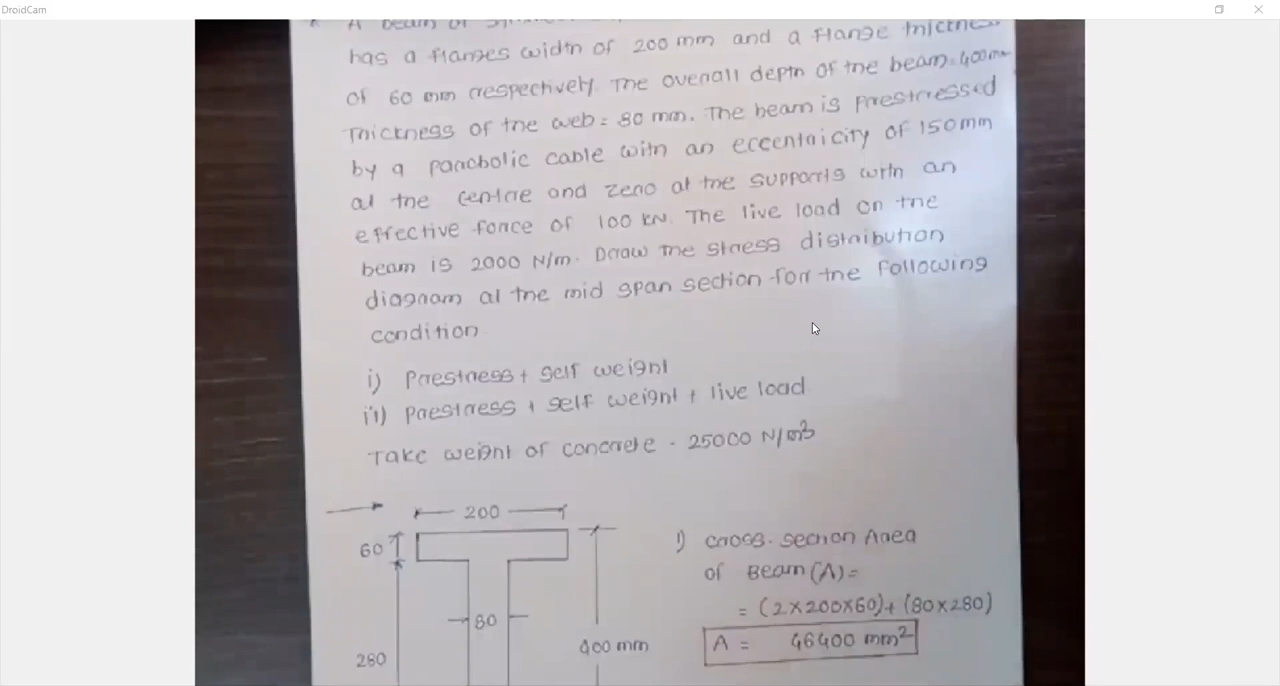 DroidCam
A beam of
has a flanges width of 200 mm and a flange thickness
of 60 mm respectively. The overall depth of the beam = 400mm
Thickness of the web = 80 mm. The beam is Prestressed
by a parabolic cable with an eccentricity of 150mm
at the centre and zero at the supports with an
effective force of 100 kN. The live load on the
beam is 2000 N/m. Draw the stress distribution
diagram at the mid span section for the following
condition
i) Prestress + self weight
ii) Prestress + self weight + live load
Take weight of concrete - 25000 N/m³
200
60
80
280
400 mm
1) Cross-section Area
of Beam (A) =
= (2×200×60)+(80×280)
A = 46400 mm²